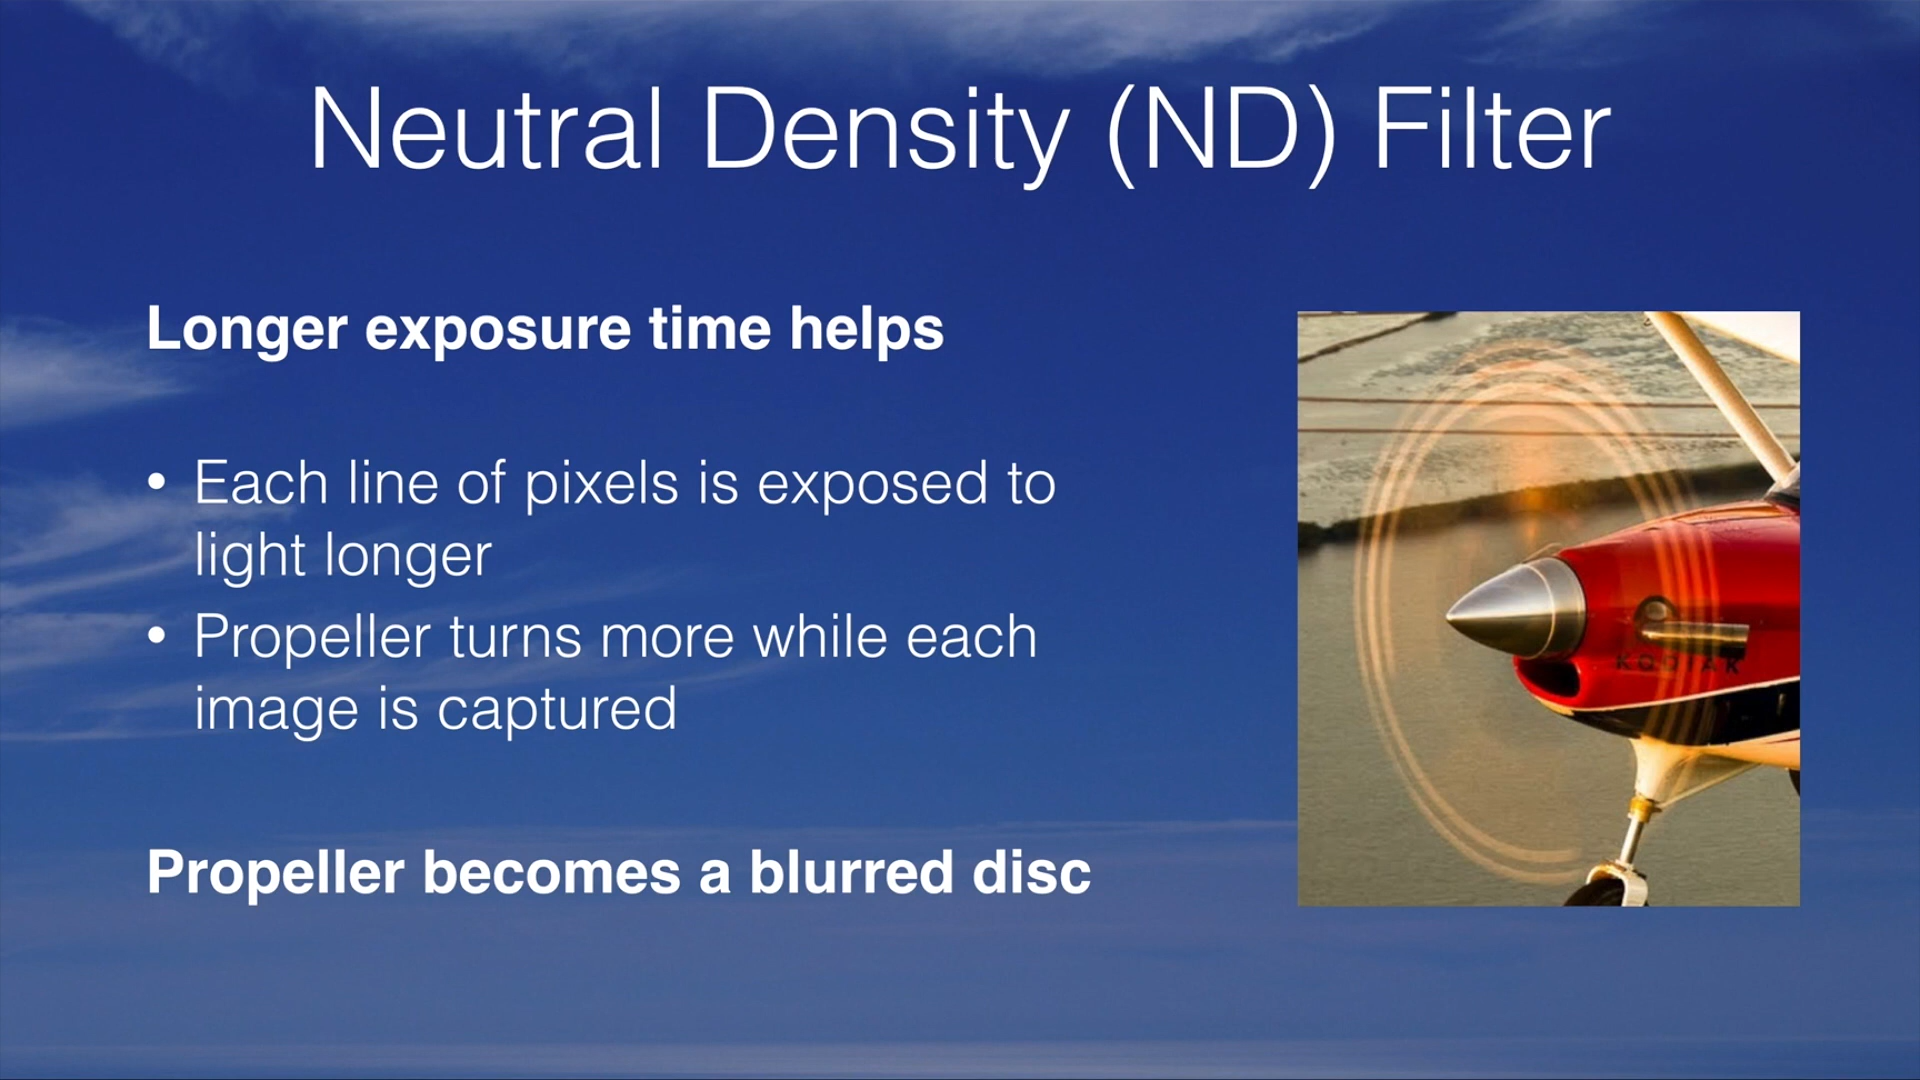 Neutral Density (ND) Filter
Longer exposure time helps
• Each line of pixels is exposed to
light longer
• Propeller turns more while each
image is captured
Propeller becomes a blurred disc
KODIAK